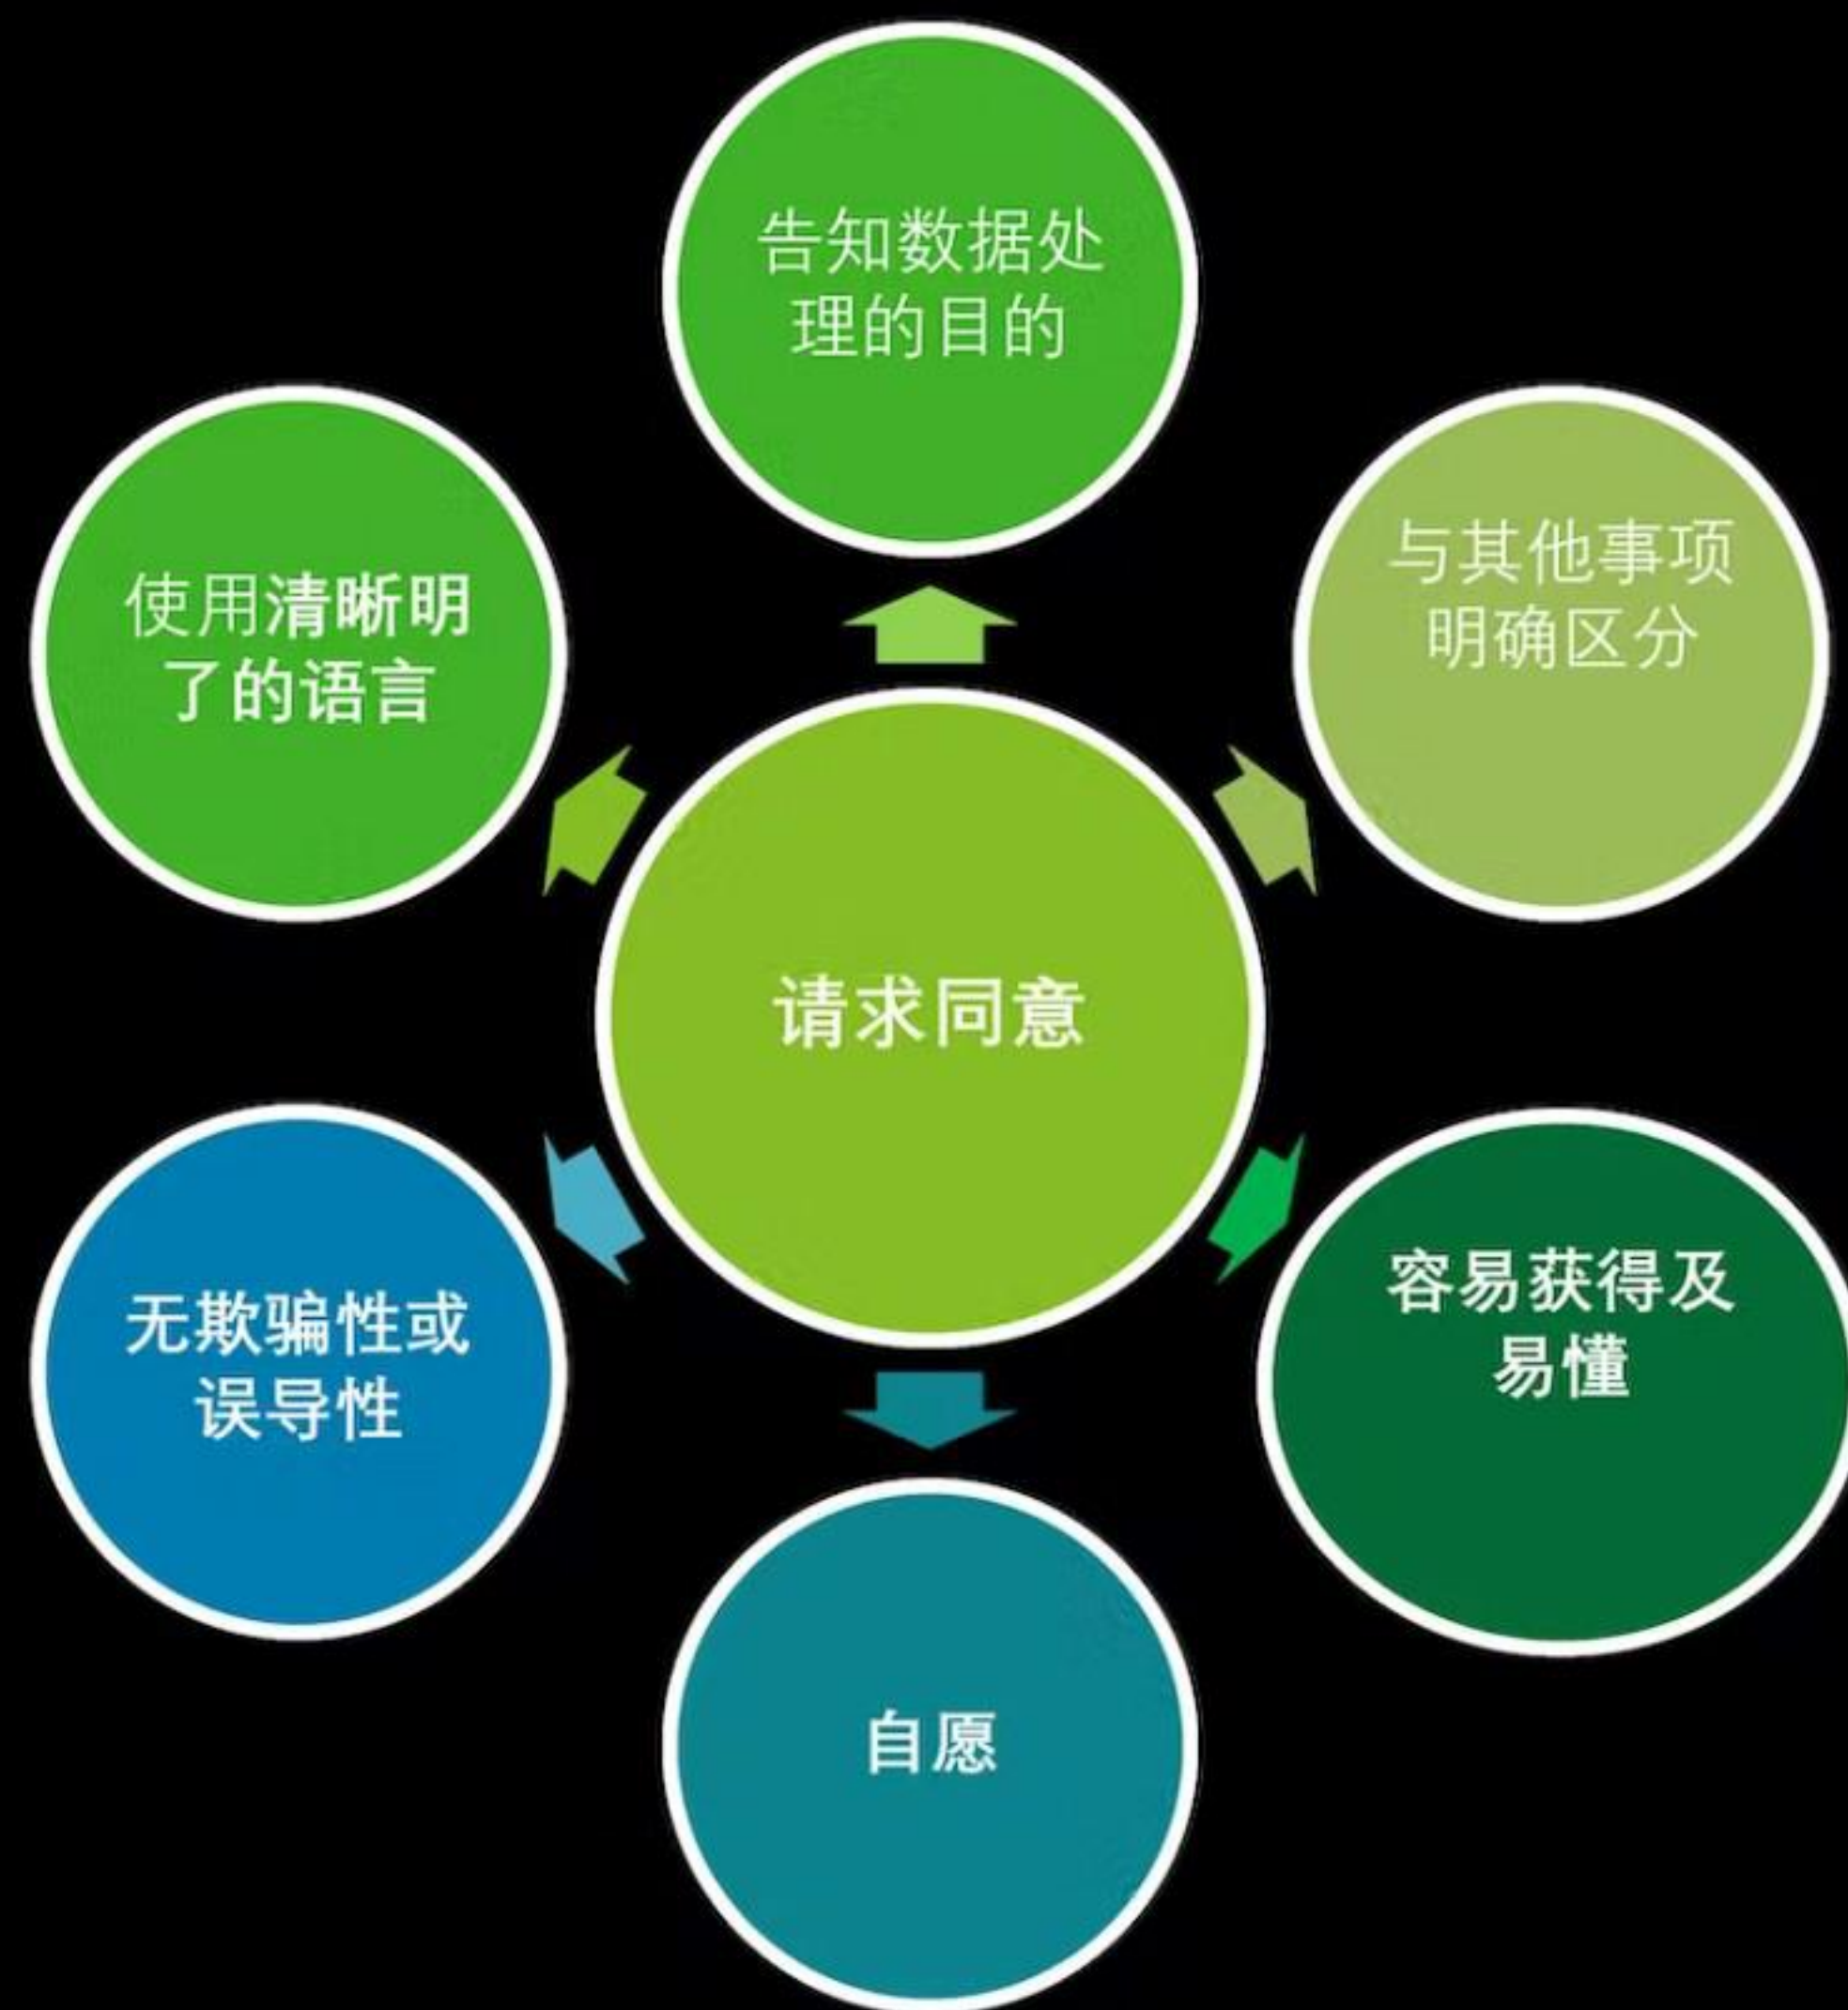 告知数据处
理的目的
与其他事项
明确区分
使用清晰明
了的语言
请求同意
容易获得及
易懂
无欺骗性或
误导性
自愿